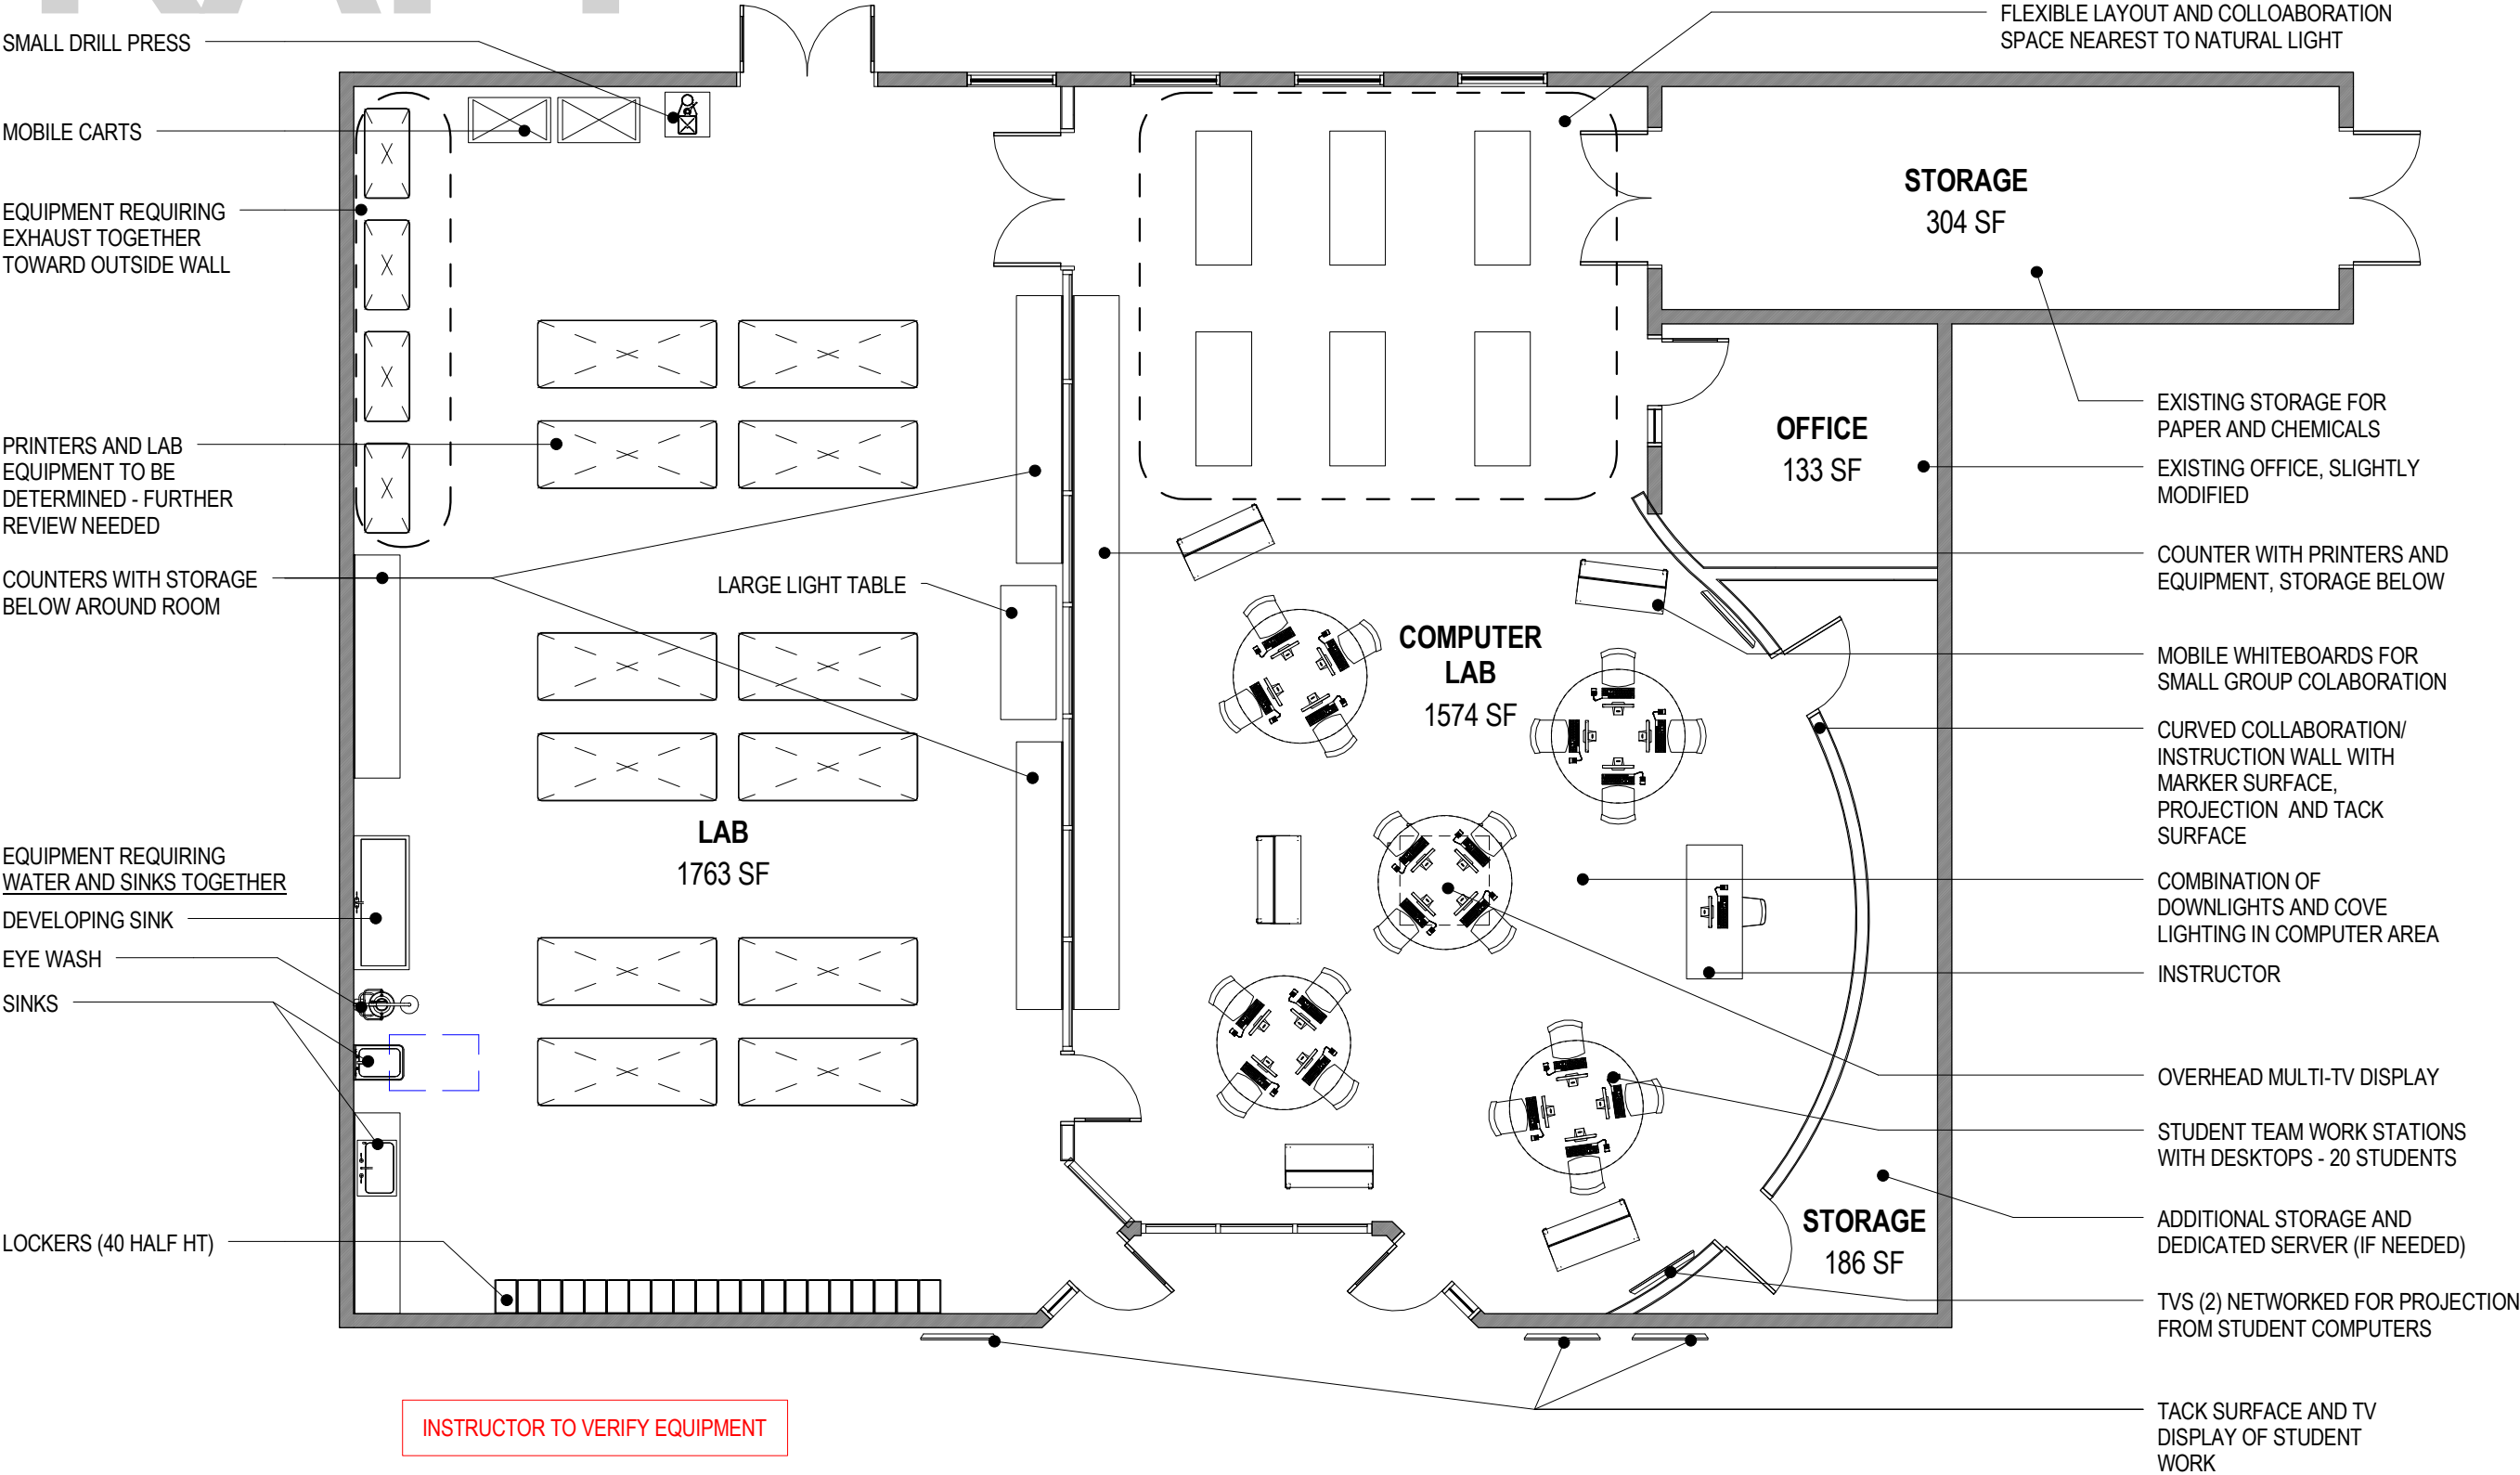 SMALL DRILL PRESS
MOBILE CARTS
EQUIPMENT REQUIRING
EXHAUST TOGETHER
TOWARD OUTSIDE WALL
PRINTERS AND LAB
EQUIPMENT TO BE
DETERMINED - FURTHER
REVIEW NEEDED
COUNTERS WITH STORAGE
BELOW AROUND ROOM
EQUIPMENT REQUIRING
WATER AND SINKS TOGETHER
DEVELOPING SINK
EYE WASH
SINKS
LOCKERS (40 HALF HT)
LARGE LIGHT TABLE
LAB
1763 SF
COMPUTER
LAB
1574 SF
STORAGE
304 SF
OFFICE
133 SF
STORAGE
186 SF
FLEXIBLE LAYOUT AND COLLOABORATION
SPACE NEAREST TO NATURAL LIGHT
EXISTING STORAGE FOR
PAPER AND CHEMICALS
EXISTING OFFICE, SLIGHTLY
MODIFIED
COUNTER WITH PRINTERS AND
EQUIPMENT, STORAGE BELOW
MOBILE WHITEBOARDS FOR
SMALL GROUP COLABORATION
CURVED COLLABORATION/
INSTRUCTION WALL WITH
MARKER SURFACE,
PROJECTION AND TACK
SURFACE
COMBINATION OF
DOWNLIGHTS AND COVE
LIGHTING IN COMPUTER AREA
INSTRUCTOR
OVERHEAD MULTI-TV DISPLAY
STUDENT TEAM WORK STATIONS
WITH DESKTOPS - 20 STUDENTS
ADDITIONAL STORAGE AND
DEDICATED SERVER (IF NEEDED)
TVS (2) NETWORKED FOR PROJECTION
FROM STUDENT COMPUTERS
TACK SURFACE AND TV
DISPLAY OF STUDENT
WORK
INSTRUCTOR TO VERIFY EQUIPMENT